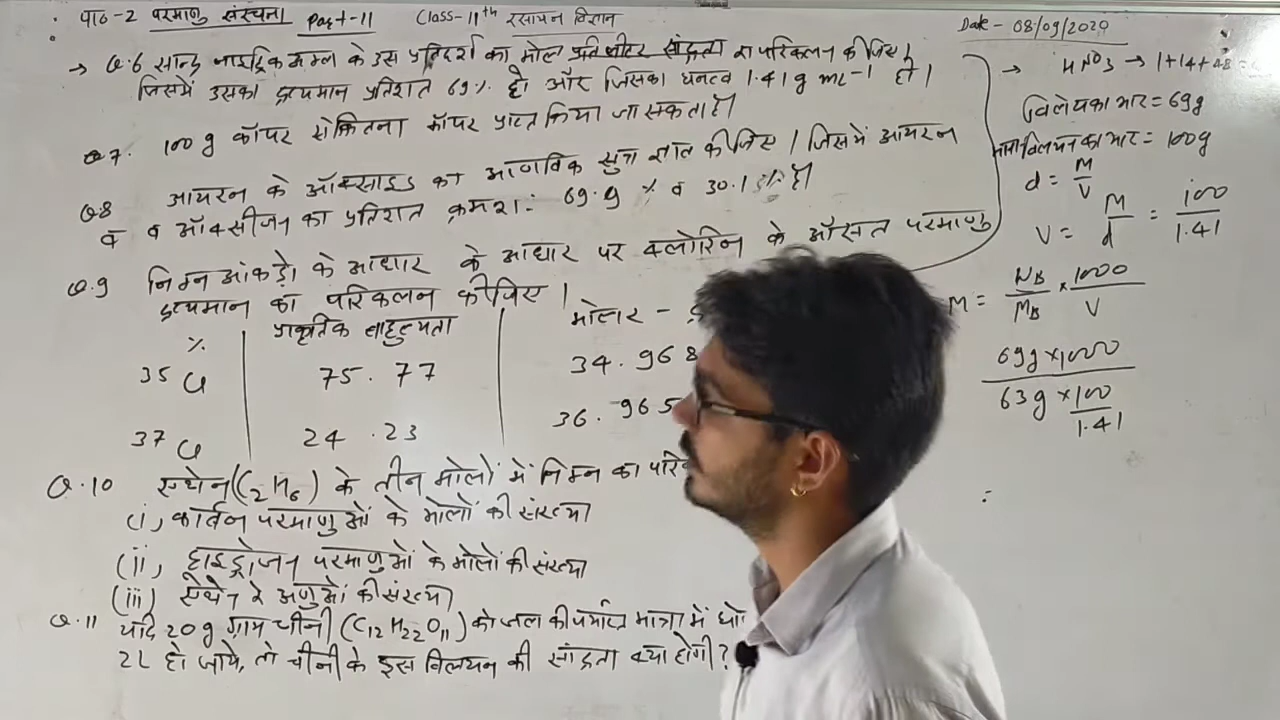 पाठ-2 परमाणु संरचना Part-11 Class-11th रसायन विज्ञान Date - 08/09/2020
→ Q.6 सान्द्र नाइट्रिक अम्ल के उस प्रतिदर्श का मोल प्रति लीटर सांद्रता का परिकलन कीजिए
जिसमें उसका द्रव्यमान प्रतिशत 69% हो और जिसका घनत्व 1.41 g mL-1 हो।
Q 7. 100 g कॉपर से कितना कॉपर प्राप्त किया जा सकता है।
Q8 आयरन के ऑक्साइड का आणविक सुत्र ज्ञात कीजिए। जिसमें आयरन
व व ऑक्सीजन का प्रतिशत क्रमश: 69.9 % व 30.1 % है।
Q.9 निम्न आंकड़ो के आधार के आधार पर क्लोरिन के औसत परमाणु
द्रव्यमान का परिकलन कीजिए।
% प्राकृतिक बाहुल्यता मोलर -
35 Cl 75.77 34.968
37 Cl 24.23 36.965
Q.10 एथेन (C2H6) के तीन मोलों में निम्न का
(i) कार्बन परमाणुओं के मोलों की संख्या
(ii) हाइड्रोजन परमाणुओं के मोलों की संख्या
(iii) एथेन के अणुओं की संख्या
Q.11 यदि 20g ग्राम चीनी (C12H22O11) को जल की पर्याप्त मात्रा में
2L हो जाये, तो चीनी के इस विलयन की सांद्रता क्या होगी?
→ HNO3 → 1+14+48 =
विलेय का भार = 69g
विलयन का भार = 100g
d = M/V
V = M/d = 100/1.41
M = WB/MB × 1000/V
69g × 1000
63g × 100/1.41
=